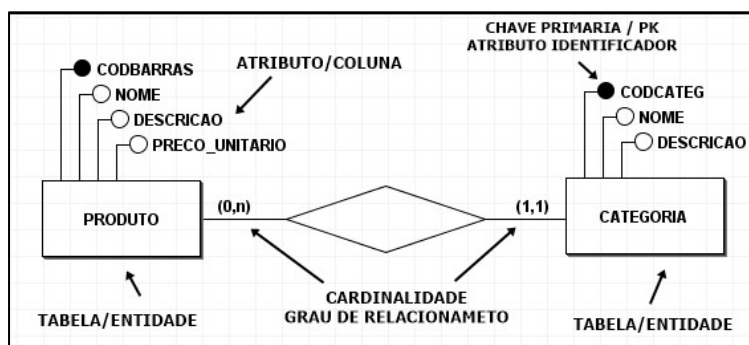 CHAVE PRIMARIA / PK
ATRIBUTO IDENTIFICADOR
CODBARRAS
ATRIBUTO/COLUNA
NOME
DESCRICAO
PRECO_UNITARIO
CODCATEG
NOME
DESCRICAO
PRODUTO
(0,n)
(1,1)
CATEGORIA
CARDINALIDADE
GRAU DE RELACIONAMETO
TABELA/ENTIDADE
TABELA/ENTIDADE